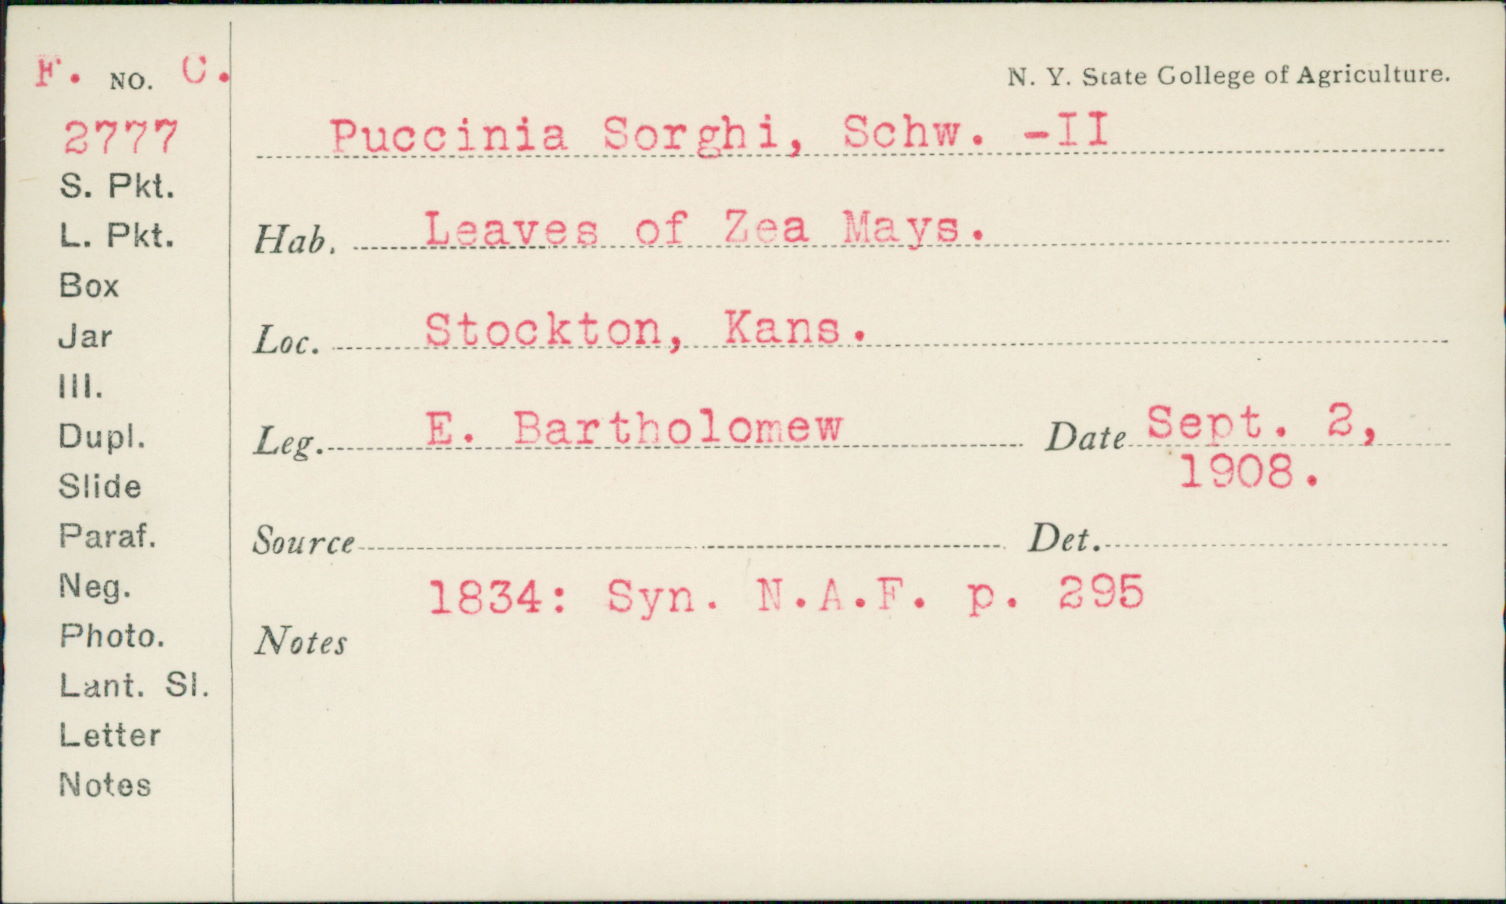 F. NO. C.
2777
S. Pkt.
L. Pkt.
Box
Jar
Ill.
Dupl.
Slide
Paraf.
Neg.
Photo.
Lant. Sl.
Letter
Notes
N. Y. State College of Agriculture.
Puccinia Sorghi, Schw. -II
Hab. Leaves of Zea Mays.
Loc. Stockton, Kans.
Leg. E. Bartholomew Date Sept. 2,
1908.
Source Det.
1834: Syn. N.A.F. p. 295
Notes